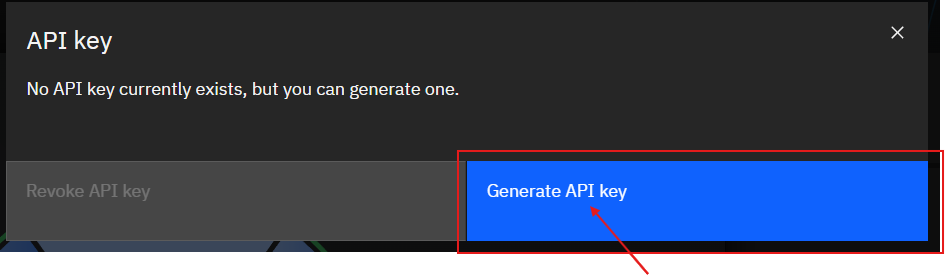 API key
No API key currently exists, but you can generate one.
Revoke API key
Generate API key